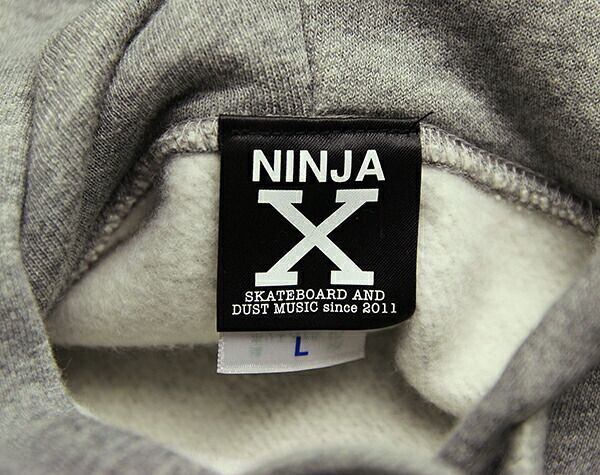 NINJA
X
SKATEBOARD AND
DUST MUSIC since 2011
L